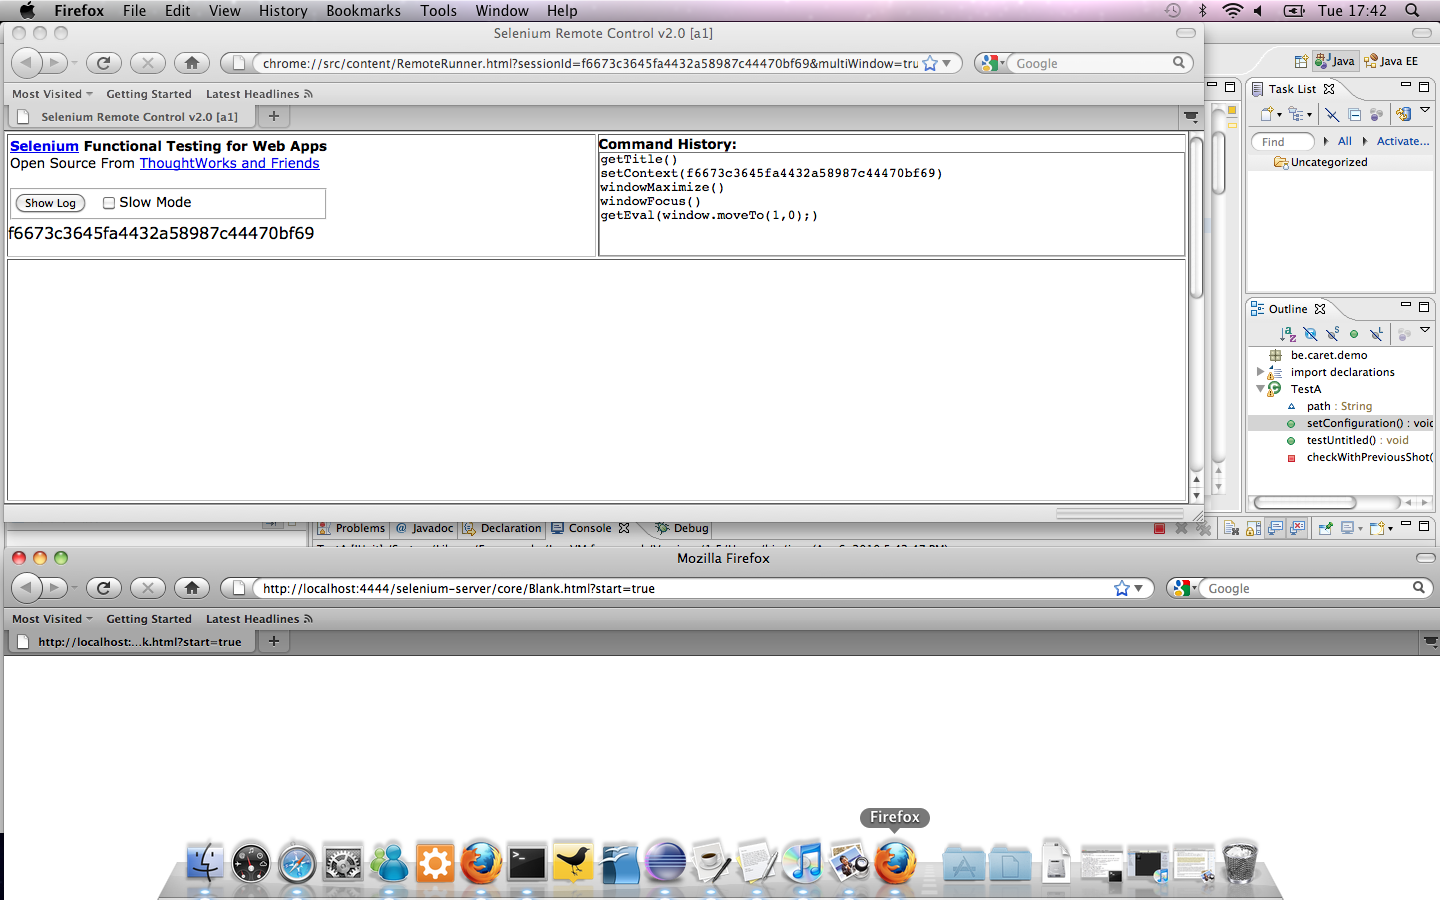 Firefox File Edit View History Bookmarks Tools Window Help Tue 17:42
Selenium Remote Control v2.0 [a1]
chrome://src/content/RemoteRunner.html?sessionId=f6673c3645fa4432a58987c44470bf69&multiWindow=tru
Google
Most Visited Getting Started Latest Headlines
Selenium Remote Control v2.0 [a1]
Selenium Functional Testing for Web Apps
Open Source From ThoughtWorks and Friends
Show Log Slow Mode
f6673c3645fa4432a58987c44470bf69
Command History:
getTitle()
setContext(f6673c3645fa4432a58987c44470bf69)
windowMaximize()
windowFocus()
getEval(window.moveTo(1,0);)
Java Java EE
Task List
Find All Activate...
Uncategorized
Outline
be.caret.demo
import declarations
TestA
path : String
setConfiguration() : void
testUntitled() : void
checkWithPreviousShot(
Problems @ Javadoc Declaration Console Debug
Mozilla Firefox
http://localhost:4444/selenium-server/core/Blank.html?start=true
Google
Most Visited Getting Started Latest Headlines
http://localhost:...k.html?start=true
Firefox